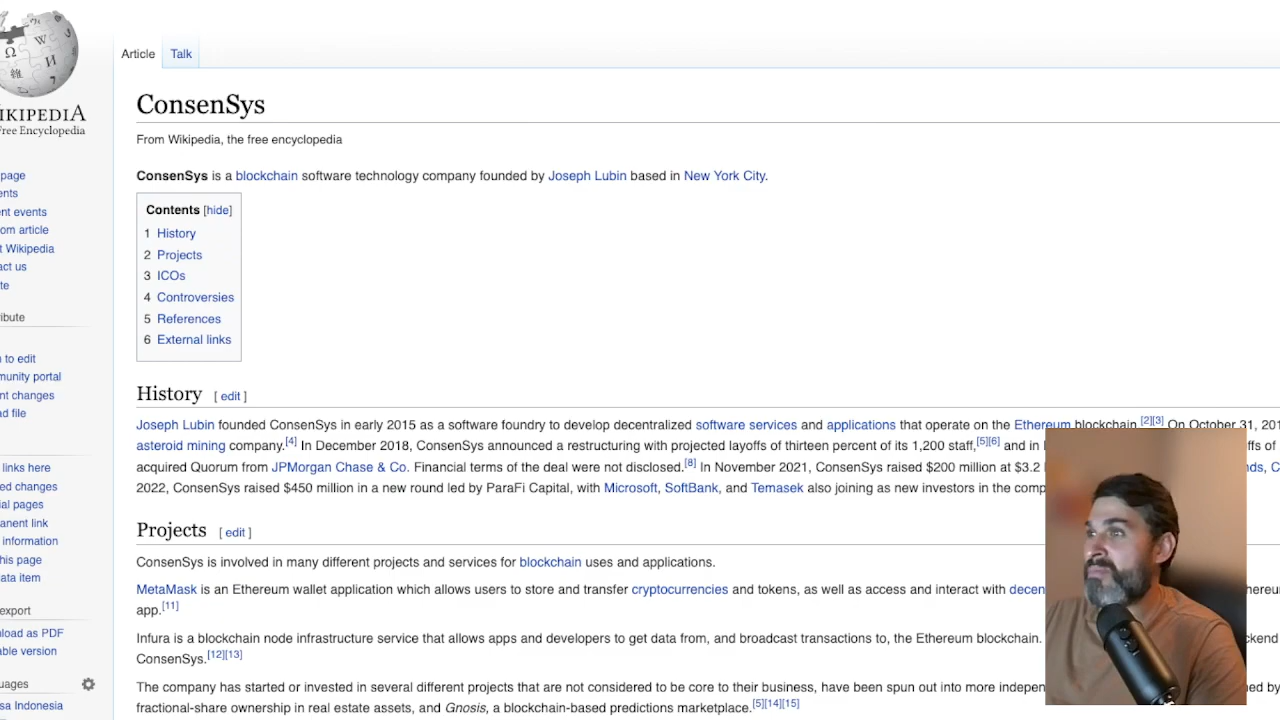 Article Talk
IKIPEDIA
Free Encyclopedia
ConsenSys
From Wikipedia, the free encyclopedia
ConsenSys is a blockchain software technology company founded by Joseph Lubin based in New York City.
Contents [hide]
1 History
2 Projects
3 ICOs
4 Controversies
5 References
6 External links
page
ents
nt events
om article
t Wikipedia
act us
te
ibute
n to edit
munity portal
nt changes
ad file
links here
ed changes
ial pages
anent link
information
his page
ata item
export
load as PDF
able version
uages
sa Indonesia
History [ edit ]
Joseph Lubin founded ConsenSys in early 2015 as a software foundry to develop decentralized software services and applications that operate on the Ethereum blockchain.[2][3] On October 31, 201
asteroid mining company.[4] In December 2018, ConsenSys announced a restructuring with projected layoffs of thirteen percent of its 1,200 staff,[5][6] and in ffs of
acquired Quorum from JPMorgan Chase & Co. Financial terms of the deal were not disclosed.[8] In November 2021, ConsenSys raised $200 million at $3.2 nds, C
2022, ConsenSys raised $450 million in a new round led by ParaFi Capital, with Microsoft, SoftBank, and Temasek also joining as new investors in the comp
Projects [ edit ]
ConsenSys is involved in many different projects and services for blockchain uses and applications.
MetaMask is an Ethereum wallet application which allows users to store and transfer cryptocurrencies and tokens, as well as access and interact with decen hereu
app.[11]
Infura is a blockchain node infrastructure service that allows apps and developers to get data from, and broadcast transactions to, the Ethereum blockchain. ckend
ConsenSys.[12][13]
The company has started or invested in several different projects that are not considered to be core to their business, have been spun out into more indepen ed by
fractional-share ownership in real estate assets, and Gnosis, a blockchain-based predictions marketplace.[5][14][15]